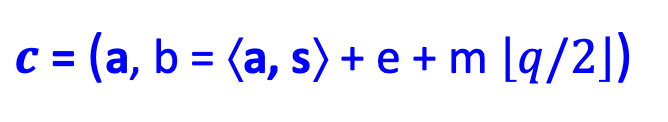 c = (a, b = ⟨a, s⟩ + e + m ⌊q/2⌋)